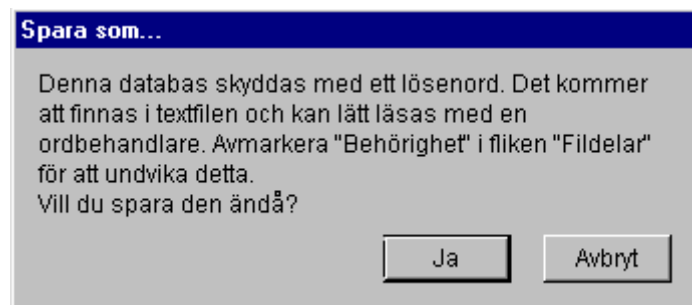 Spara som...
Denna databas skyddas med ett lösenord. Det kommer
att finnas i textfilen och kan lätt läsas med en
ordbehandlare. Avmarkera "Behörighet" i fliken "Fildelar"
för att undvika detta.
Vill du spara den ändå?
Ja
Avbryt